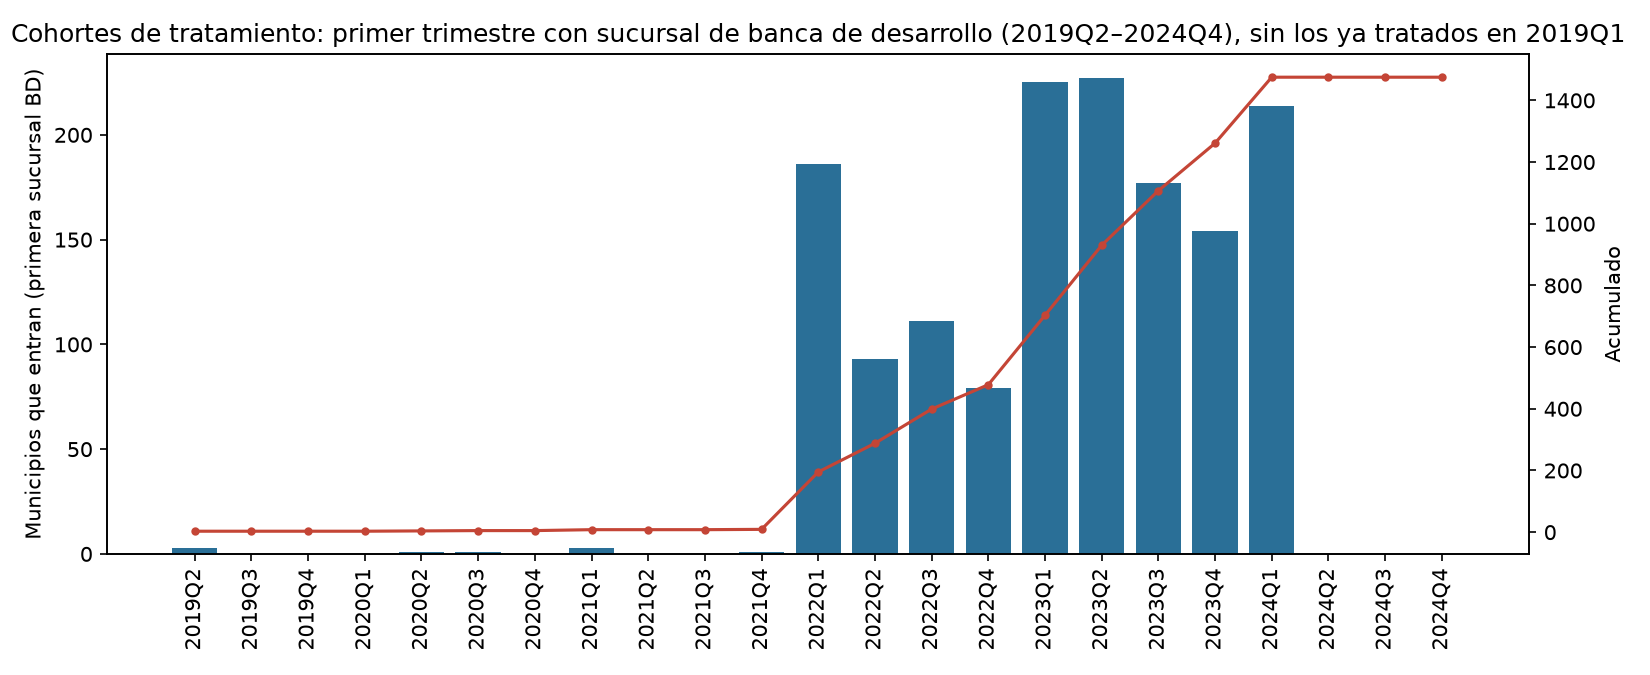 Cohortes de tratamiento: primer trimestre con sucursal de banca de desarrollo (2019Q2–2024Q4), sin los ya tratados en 2019Q1
Municipios que entran (primera sucursal BD)
200
150
100
50
0
1400
1200
1000
800
600
400
200
0
Acumulado
2019Q2
2019Q3
2019Q4
2020Q1
2020Q2
2020Q3
2020Q4
2021Q1
2021Q2
2021Q3
2021Q4
2022Q1
2022Q2
2022Q3
2022Q4
2023Q1
2023Q2
2023Q3
2023Q4
2024Q1
2024Q2
2024Q3
2024Q4